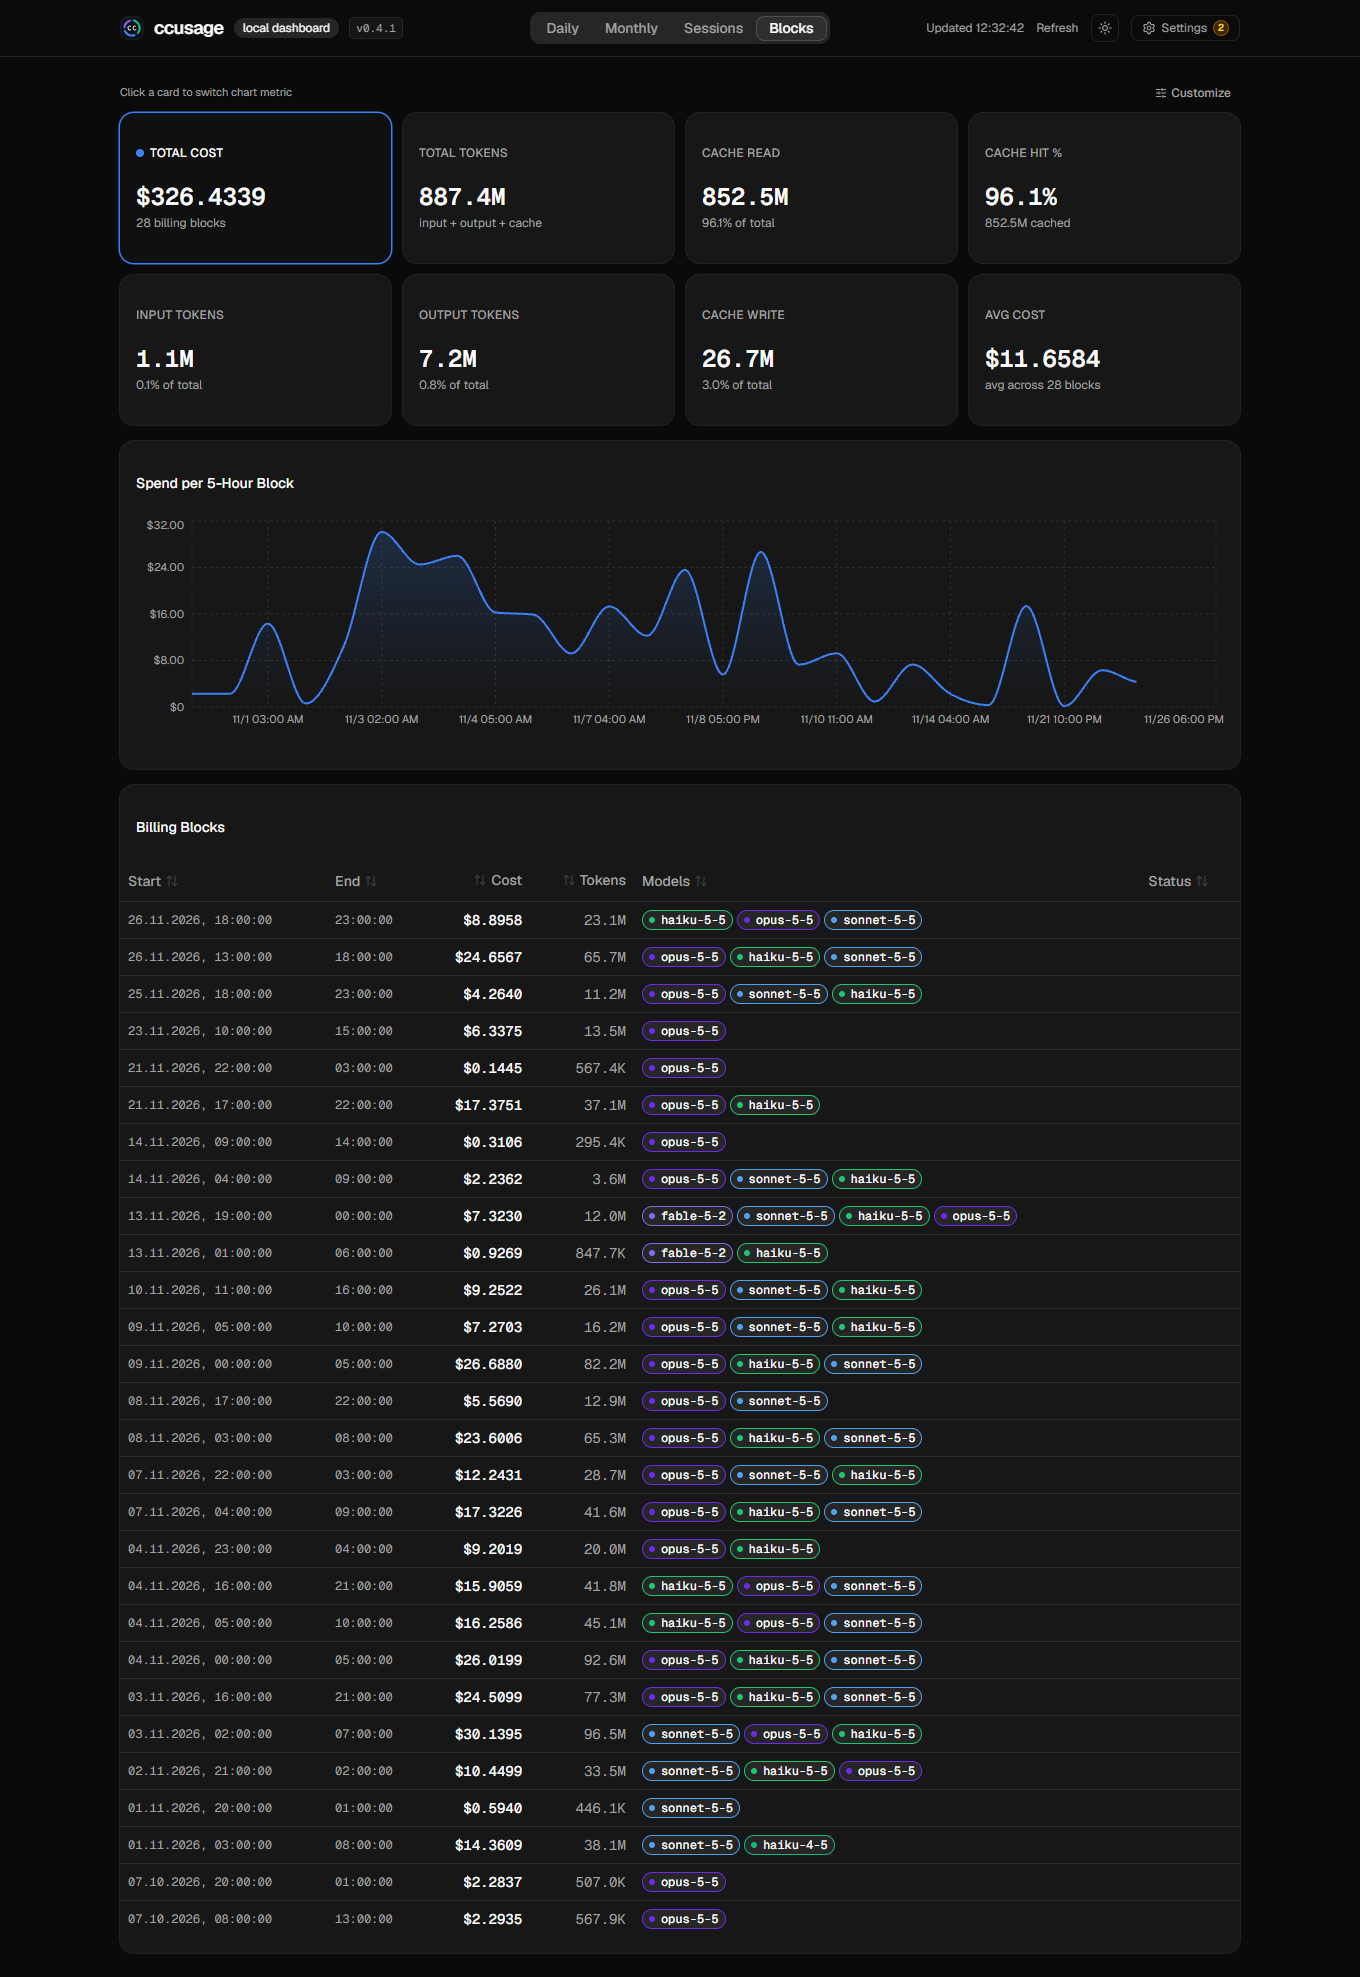 ccusage local dashboard v0.4.1 Daily Monthly Sessions Blocks Updated 12:32:42 Refresh Settings 2
Click a card to switch chart metric Customize
TOTAL COST
$326.4339
28 billing blocks
TOTAL TOKENS
887.4M
input + output + cache
CACHE READ
852.5M
96.1% of total
CACHE HIT %
96.1%
852.5M cached
INPUT TOKENS
1.1M
0.1% of total
OUTPUT TOKENS
7.2M
0.8% of total
CACHE WRITE
26.7M
3.0% of total
AVG COST
$11.6584
avg across 28 blocks
Spend per 5-Hour Block
$32.00
$24.00
$16.00
$8.00
$0
11/1 03:00 AM 11/3 02:00 AM 11/4 05:00 AM 11/7 04:00 AM 11/8 05:00 PM 11/10 11:00 AM 11/14 04:00 AM 11/21 10:00 PM 11/26 06:00 PM
Billing Blocks
Start End Cost Tokens Models Status
26.11.2026, 18:00:00 23:00:00 $8.8958 23.1M haiku-5-5 opus-5-5 sonnet-5-5
26.11.2026, 13:00:00 18:00:00 $24.6567 65.7M opus-5-5 haiku-5-5 sonnet-5-5
25.11.2026, 18:00:00 23:00:00 $4.2640 11.2M opus-5-5 sonnet-5-5 haiku-5-5
23.11.2026, 10:00:00 15:00:00 $6.3375 13.5M opus-5-5
21.11.2026, 22:00:00 03:00:00 $0.1445 567.4K opus-5-5
21.11.2026, 17:00:00 22:00:00 $17.3751 37.1M opus-5-5 haiku-5-5
14.11.2026, 09:00:00 14:00:00 $0.3106 295.4K opus-5-5
14.11.2026, 04:00:00 09:00:00 $2.2362 3.6M opus-5-5 sonnet-5-5 haiku-5-5
13.11.2026, 19:00:00 00:00:00 $7.3230 12.0M fable-5-2 sonnet-5-5 haiku-5-5 opus-5-5
13.11.2026, 01:00:00 06:00:00 $0.9269 847.7K fable-5-2 haiku-5-5
10.11.2026, 11:00:00 16:00:00 $9.2522 26.1M opus-5-5 sonnet-5-5 haiku-5-5
09.11.2026, 05:00:00 10:00:00 $7.2703 16.2M opus-5-5 sonnet-5-5 haiku-5-5
09.11.2026, 00:00:00 05:00:00 $26.6880 82.2M opus-5-5 haiku-5-5 sonnet-5-5
08.11.2026, 17:00:00 22:00:00 $5.5690 12.9M opus-5-5 sonnet-5-5
08.11.2026, 03:00:00 08:00:00 $23.6006 65.3M opus-5-5 haiku-5-5 sonnet-5-5
07.11.2026, 22:00:00 03:00:00 $12.2431 28.7M opus-5-5 sonnet-5-5 haiku-5-5
07.11.2026, 04:00:00 09:00:00 $17.3226 41.6M opus-5-5 haiku-5-5 sonnet-5-5
04.11.2026, 23:00:00 04:00:00 $9.2019 20.0M opus-5-5 haiku-5-5
04.11.2026, 16:00:00 21:00:00 $15.9059 41.8M haiku-5-5 opus-5-5 sonnet-5-5
04.11.2026, 05:00:00 10:00:00 $16.2586 45.1M haiku-5-5 opus-5-5 sonnet-5-5
04.11.2026, 00:00:00 05:00:00 $26.0199 92.6M opus-5-5 haiku-5-5 sonnet-5-5
03.11.2026, 16:00:00 21:00:00 $24.5099 77.3M opus-5-5 haiku-5-5 sonnet-5-5
03.11.2026, 02:00:00 07:00:00 $30.1395 96.5M sonnet-5-5 opus-5-5 haiku-5-5
02.11.2026, 21:00:00 02:00:00 $10.4499 33.5M sonnet-5-5 haiku-5-5 opus-5-5
01.11.2026, 20:00:00 01:00:00 $0.5940 446.1K sonnet-5-5
01.11.2026, 03:00:00 08:00:00 $14.3609 38.1M sonnet-5-5 haiku-4-5
07.10.2026, 20:00:00 01:00:00 $2.2837 507.0K opus-5-5
07.10.2026, 08:00:00 13:00:00 $2.2935 567.9K opus-5-5